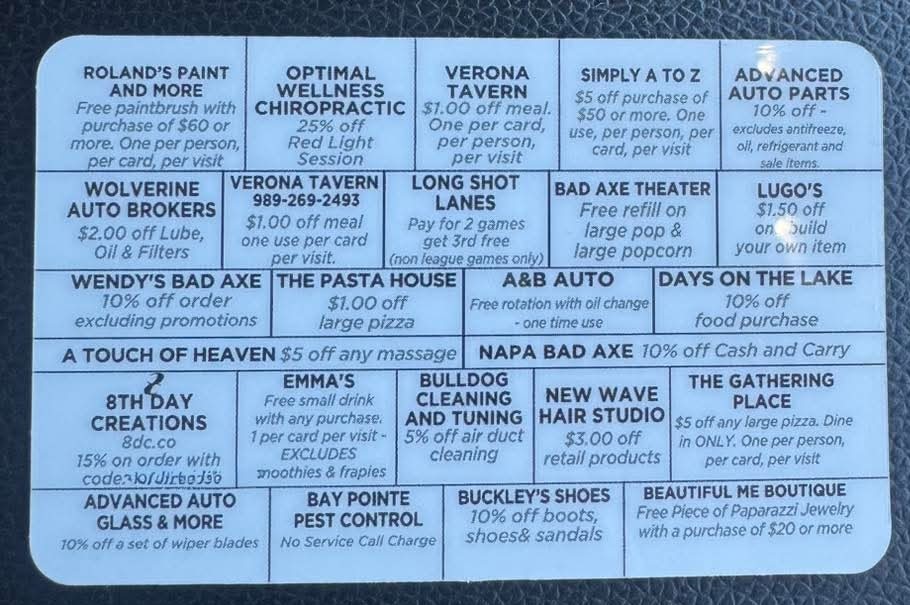 ROLAND'S PAINT
AND MORE
Free paintbrush with
purchase of $60 or
more. One per person,
per card, per visit
OPTIMAL
WELLNESS
CHIROPRACTIC
25% off
Red Light
Session
VERONA
TAVERN
$1.00 off meal.
One per card,
per person,
per visit
SIMPLY A TO Z
$5 off purchase of
$50 or more. One
use, per person, per
card, per visit
ADVANCED
AUTO PARTS
10% off -
excludes antifreeze,
oil, refrigerant and
sale items.
WOLVERINE
AUTO BROKERS
$2.00 off Lube,
Oil & Filters
VERONA TAVERN
989-269-2493
$1.00 off meal
one use per card
per visit.
LONG SHOT
LANES
Pay for 2 games
get 3rd free
(non league games only)
BAD AXE THEATER
Free refill on
large pop &
large popcorn
LUGO'S
$1.50 off
build
your own item
WENDY'S BAD AXE
10% off order
excluding promotions
THE PASTA HOUSE
$1.00 off
large pizza
A&B AUTO
Free rotation with oil change
- one time use
DAYS ON THE LAKE
10% off
food purchase
A TOUCH OF HEAVEN $5 off any massage
NAPA BAD AXE 10% off Cash and Carry
8TH DAY
CREATIONS
8dc.co
15% on order with
code:
EMMA'S
Free small drink
with any purchase.
1 per card per visit -
EXCLUDES
smoothies & frapies
BULLDOG
CLEANING
AND TUNING
5% off air duct
cleaning
NEW WAVE
HAIR STUDIO
$3.00 off
retail products
THE GATHERING
PLACE
$5 off any large pizza. Dine
in ONLY. One per person,
per card, per visit
ADVANCED AUTO
GLASS & MORE
10% off a set of wiper blades
BAY POINTE
PEST CONTROL
No Service Call Charge
BUCKLEY'S SHOES
10% off boots,
shoes& sandals
BEAUTIFUL ME BOUTIQUE
Free Piece of Paparazzi Jewelry
with a purchase of $20 or more